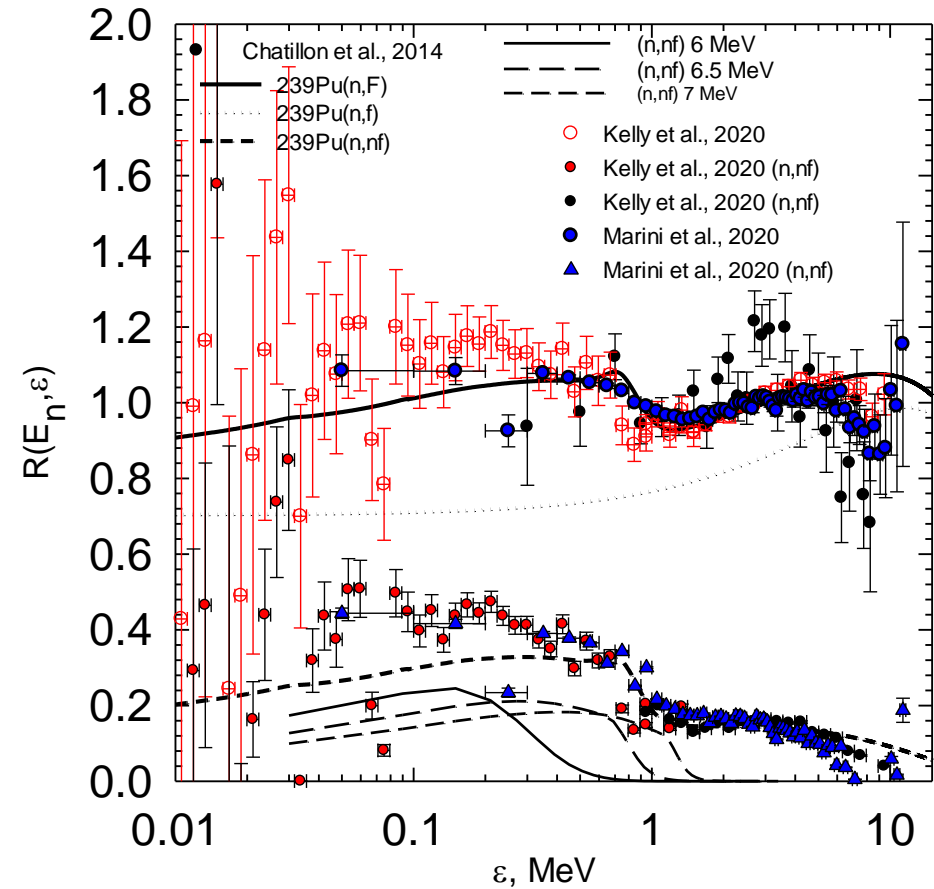 2.0
1.8
1.6
1.4
1.2
1.0
0.8
0.6
0.4
0.2
0.0
R(Eₙ,ε)
Chatillon et al., 2014
239Pu(n,F)
239Pu(n,f)
239Pu(n,nf)
(n,nf) 6 MeV
(n,nf) 6.5 MeV
(n,nf) 7 MeV
Kelly et al., 2020
Kelly et al., 2020 (n,nf)
Kelly et al., 2020 (n,nf)
Marini et al., 2020
Marini et al., 2020 (n,nf)
0.01 0.1 1 10
ε, MeV